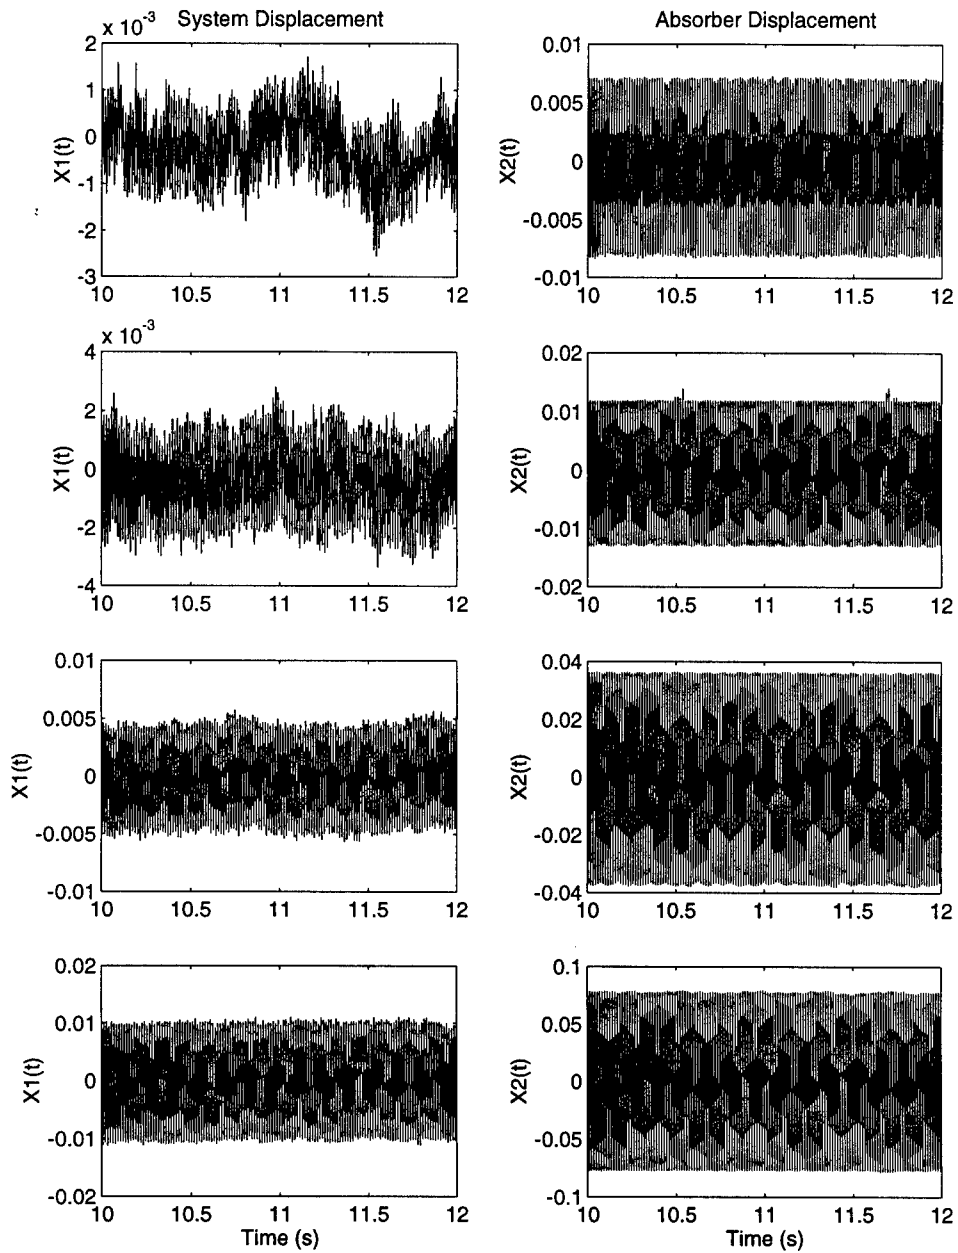 System Displacement
Absorber Displacement
x 10^-3
2
1
0
-1
-2
-3
X1(t)
10 10.5 11 11.5 12
0.01
0.005
0
-0.005
-0.01
X2(t)
10 10.5 11 11.5 12
x 10^-3
4
2
0
-2
-4
X1(t)
10 10.5 11 11.5 12
0.02
0.01
0
-0.01
-0.02
X2(t)
10 10.5 11 11.5 12
0.01
0.005
0
-0.005
-0.01
X1(t)
10 10.5 11 11.5 12
0.04
0.02
0
-0.02
-0.04
X2(t)
10 10.5 11 11.5 12
0.02
0.01
0
-0.01
-0.02
X1(t)
10 10.5 11 11.5 12
Time (s)
0.1
0.05
0
-0.05
-0.1
X2(t)
10 10.5 11 11.5 12
Time (s)